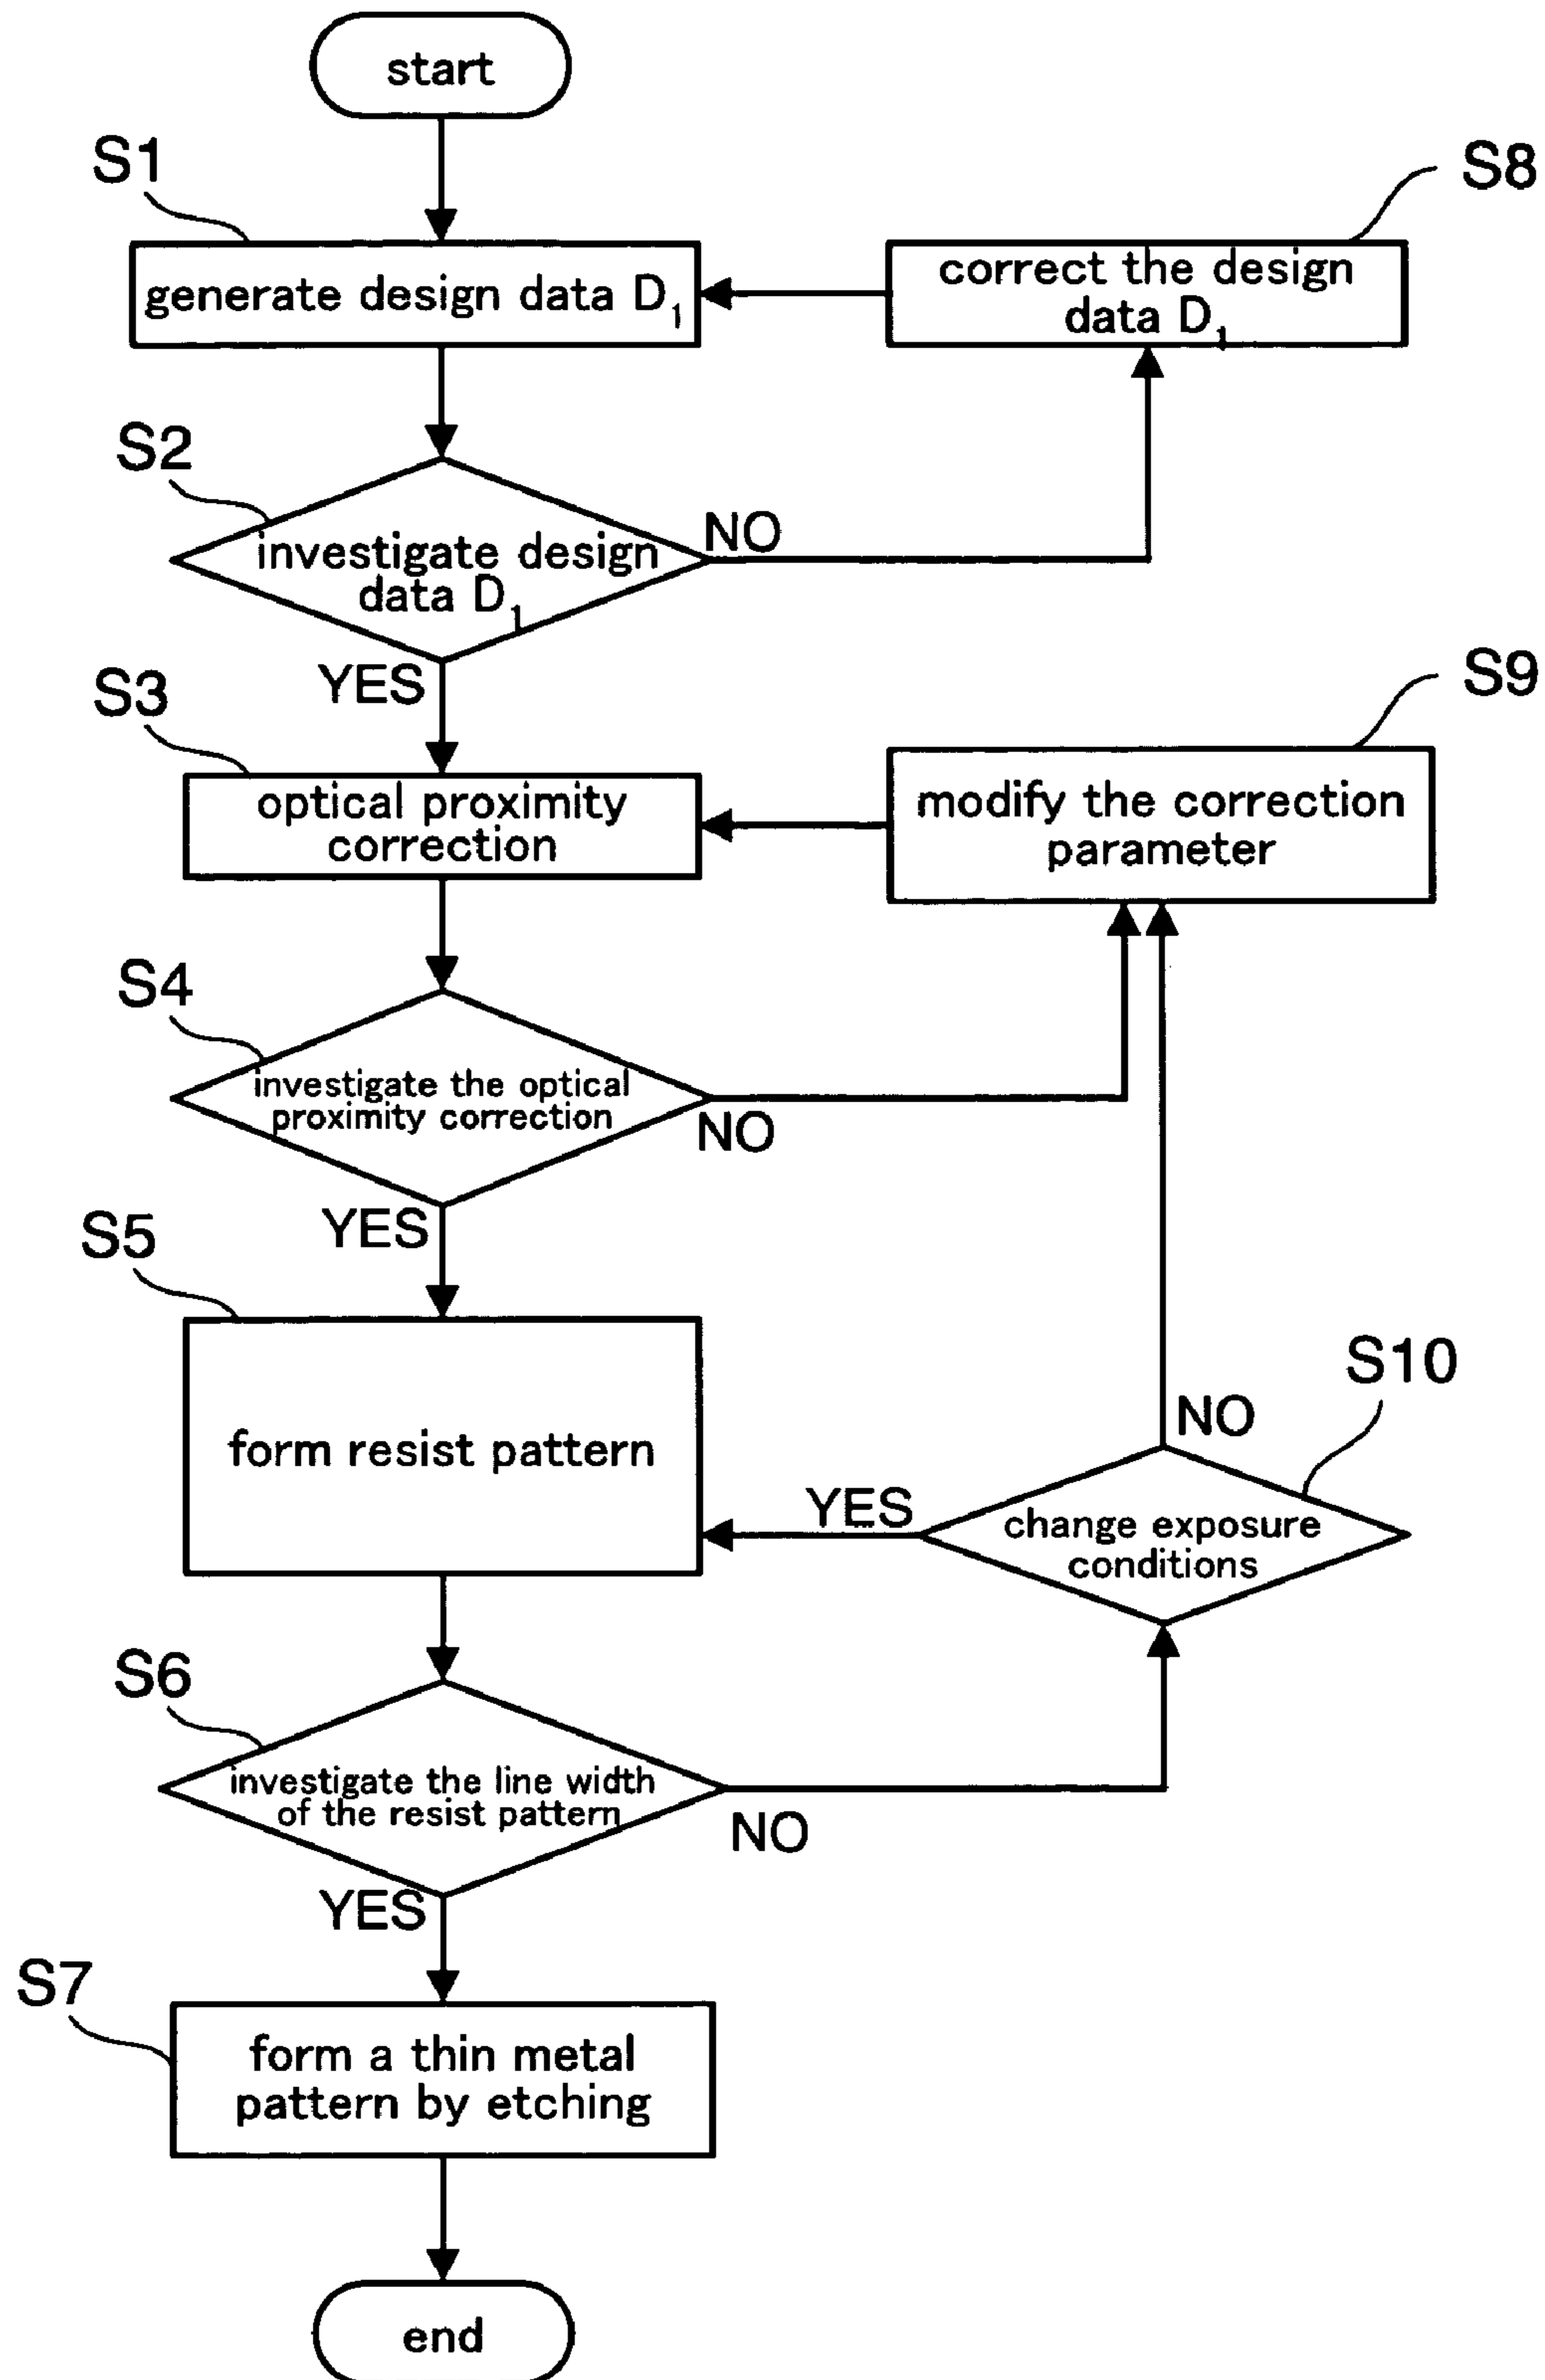 start
S1
S8
generate design data D1
correct the design
data D1
S2
NO
investigate design
data D1
YES
S3
S9
optical proximity
correction
modify the correction
parameter
S4
investigate the optical
proximity correction
NO
YES
S5
S10
NO
form resist pattern
YES
change exposure
conditions
S6
investigate the line width
of the resist pattern
NO
YES
S7
form a thin metal
pattern by etching
end